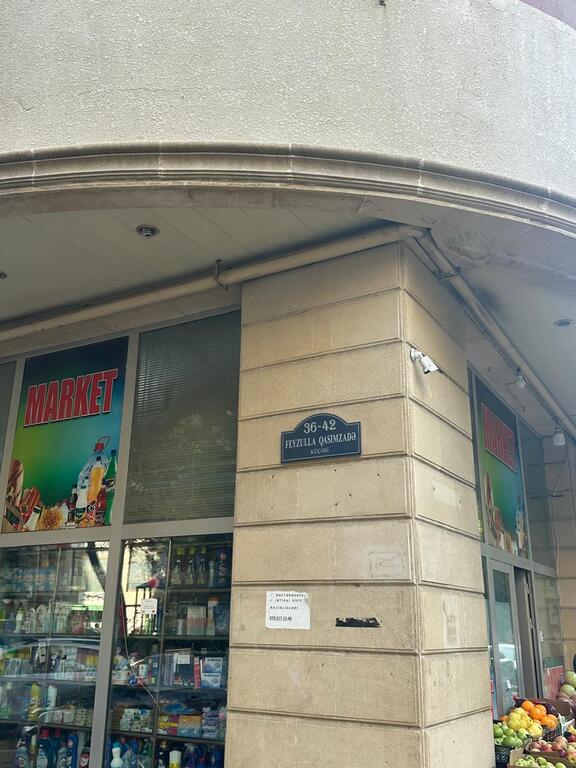 MARKET
36-42
FEYZULLA QASIMZADƏ
KÜÇƏSİ
MARKET